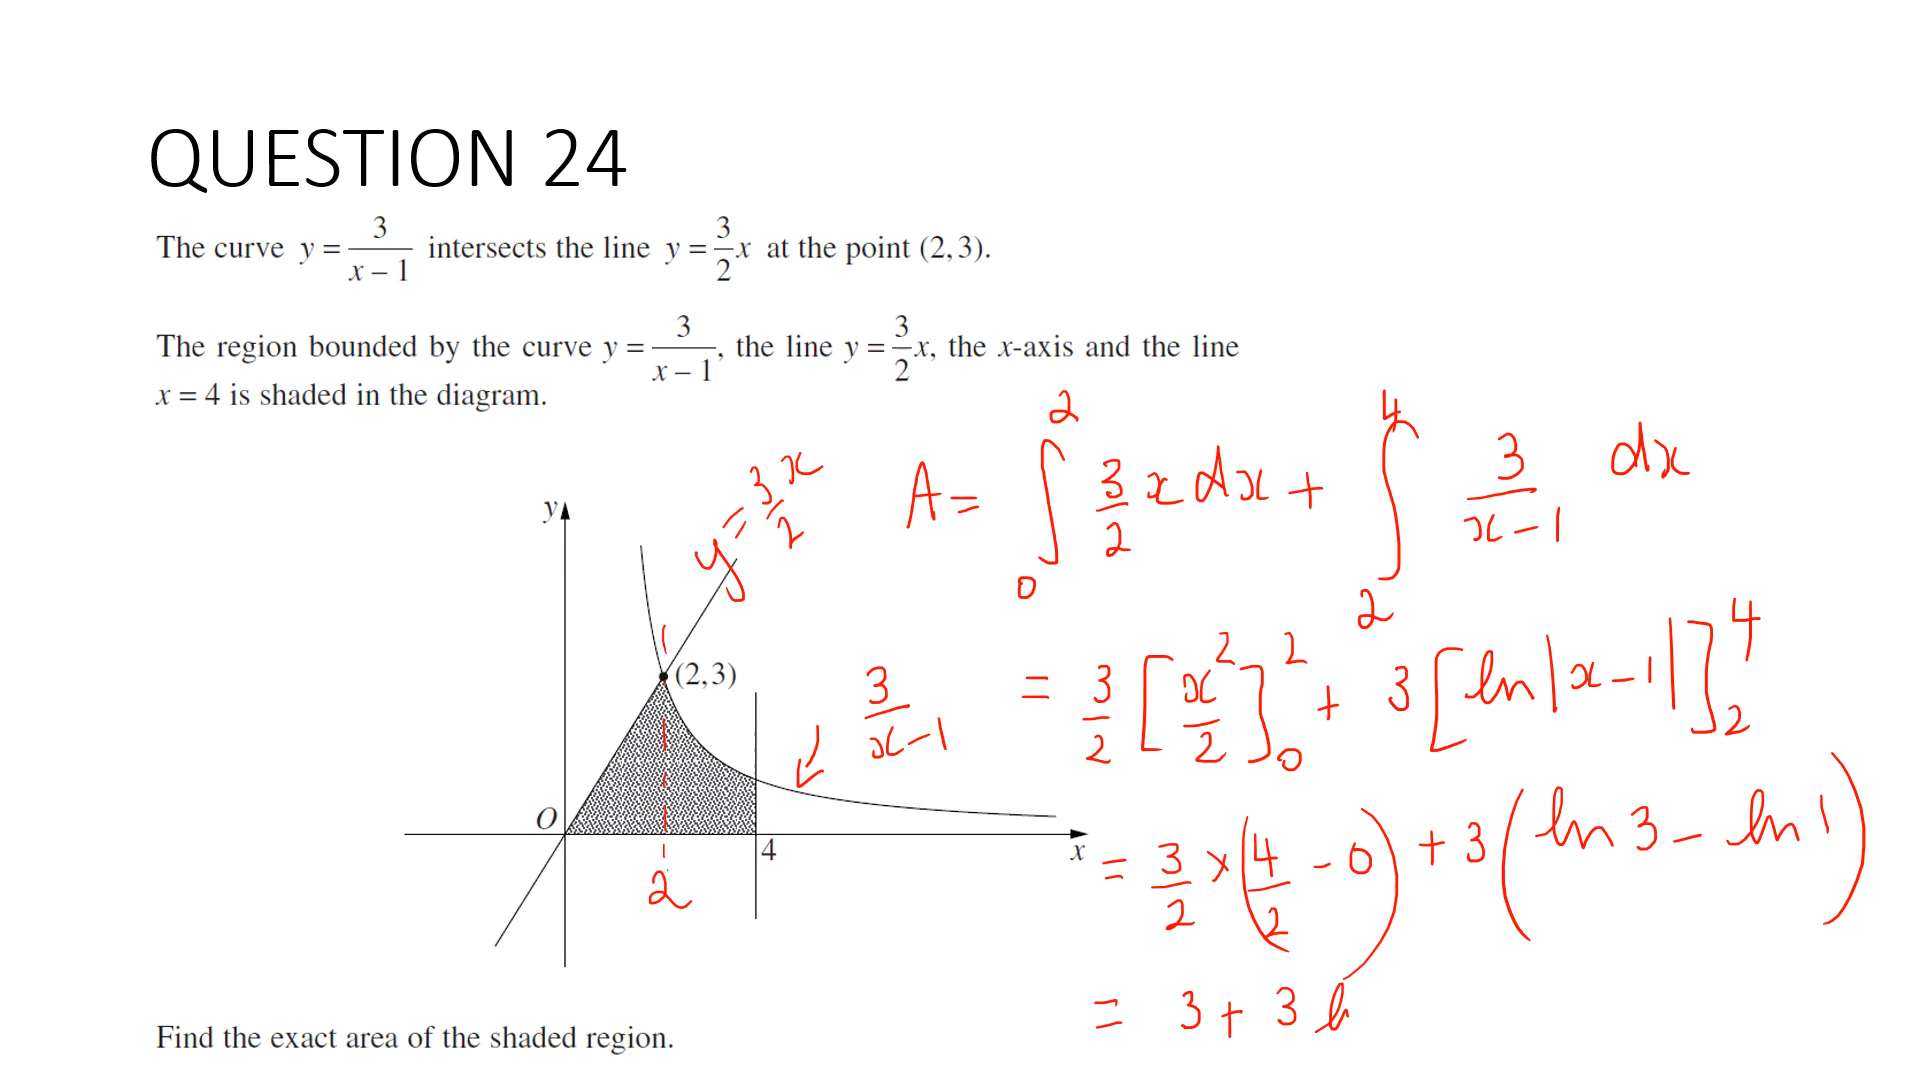 QUESTION 24
The curve y = 3/(x − 1) intersects the line y = 3/2 x at the point (2, 3).
The region bounded by the curve y = 3/(x − 1), the line y = 3/2 x, the x-axis and the line
x = 4 is shaded in the diagram.
A = ∫₀² 3/2 x dx + ∫₂⁴ 3/(x − 1) dx
y = 3/2 x
y
(2, 3)
3/(x − 1)
= 3/2 [x²/2]₀² + 3 [ln|x − 1|]₂⁴
O
4
x
2
= 3/2 × (4/2 − 0) + 3 (ln 3 − ln 1)
= 3 + 3 l
Find the exact area of the shaded region.